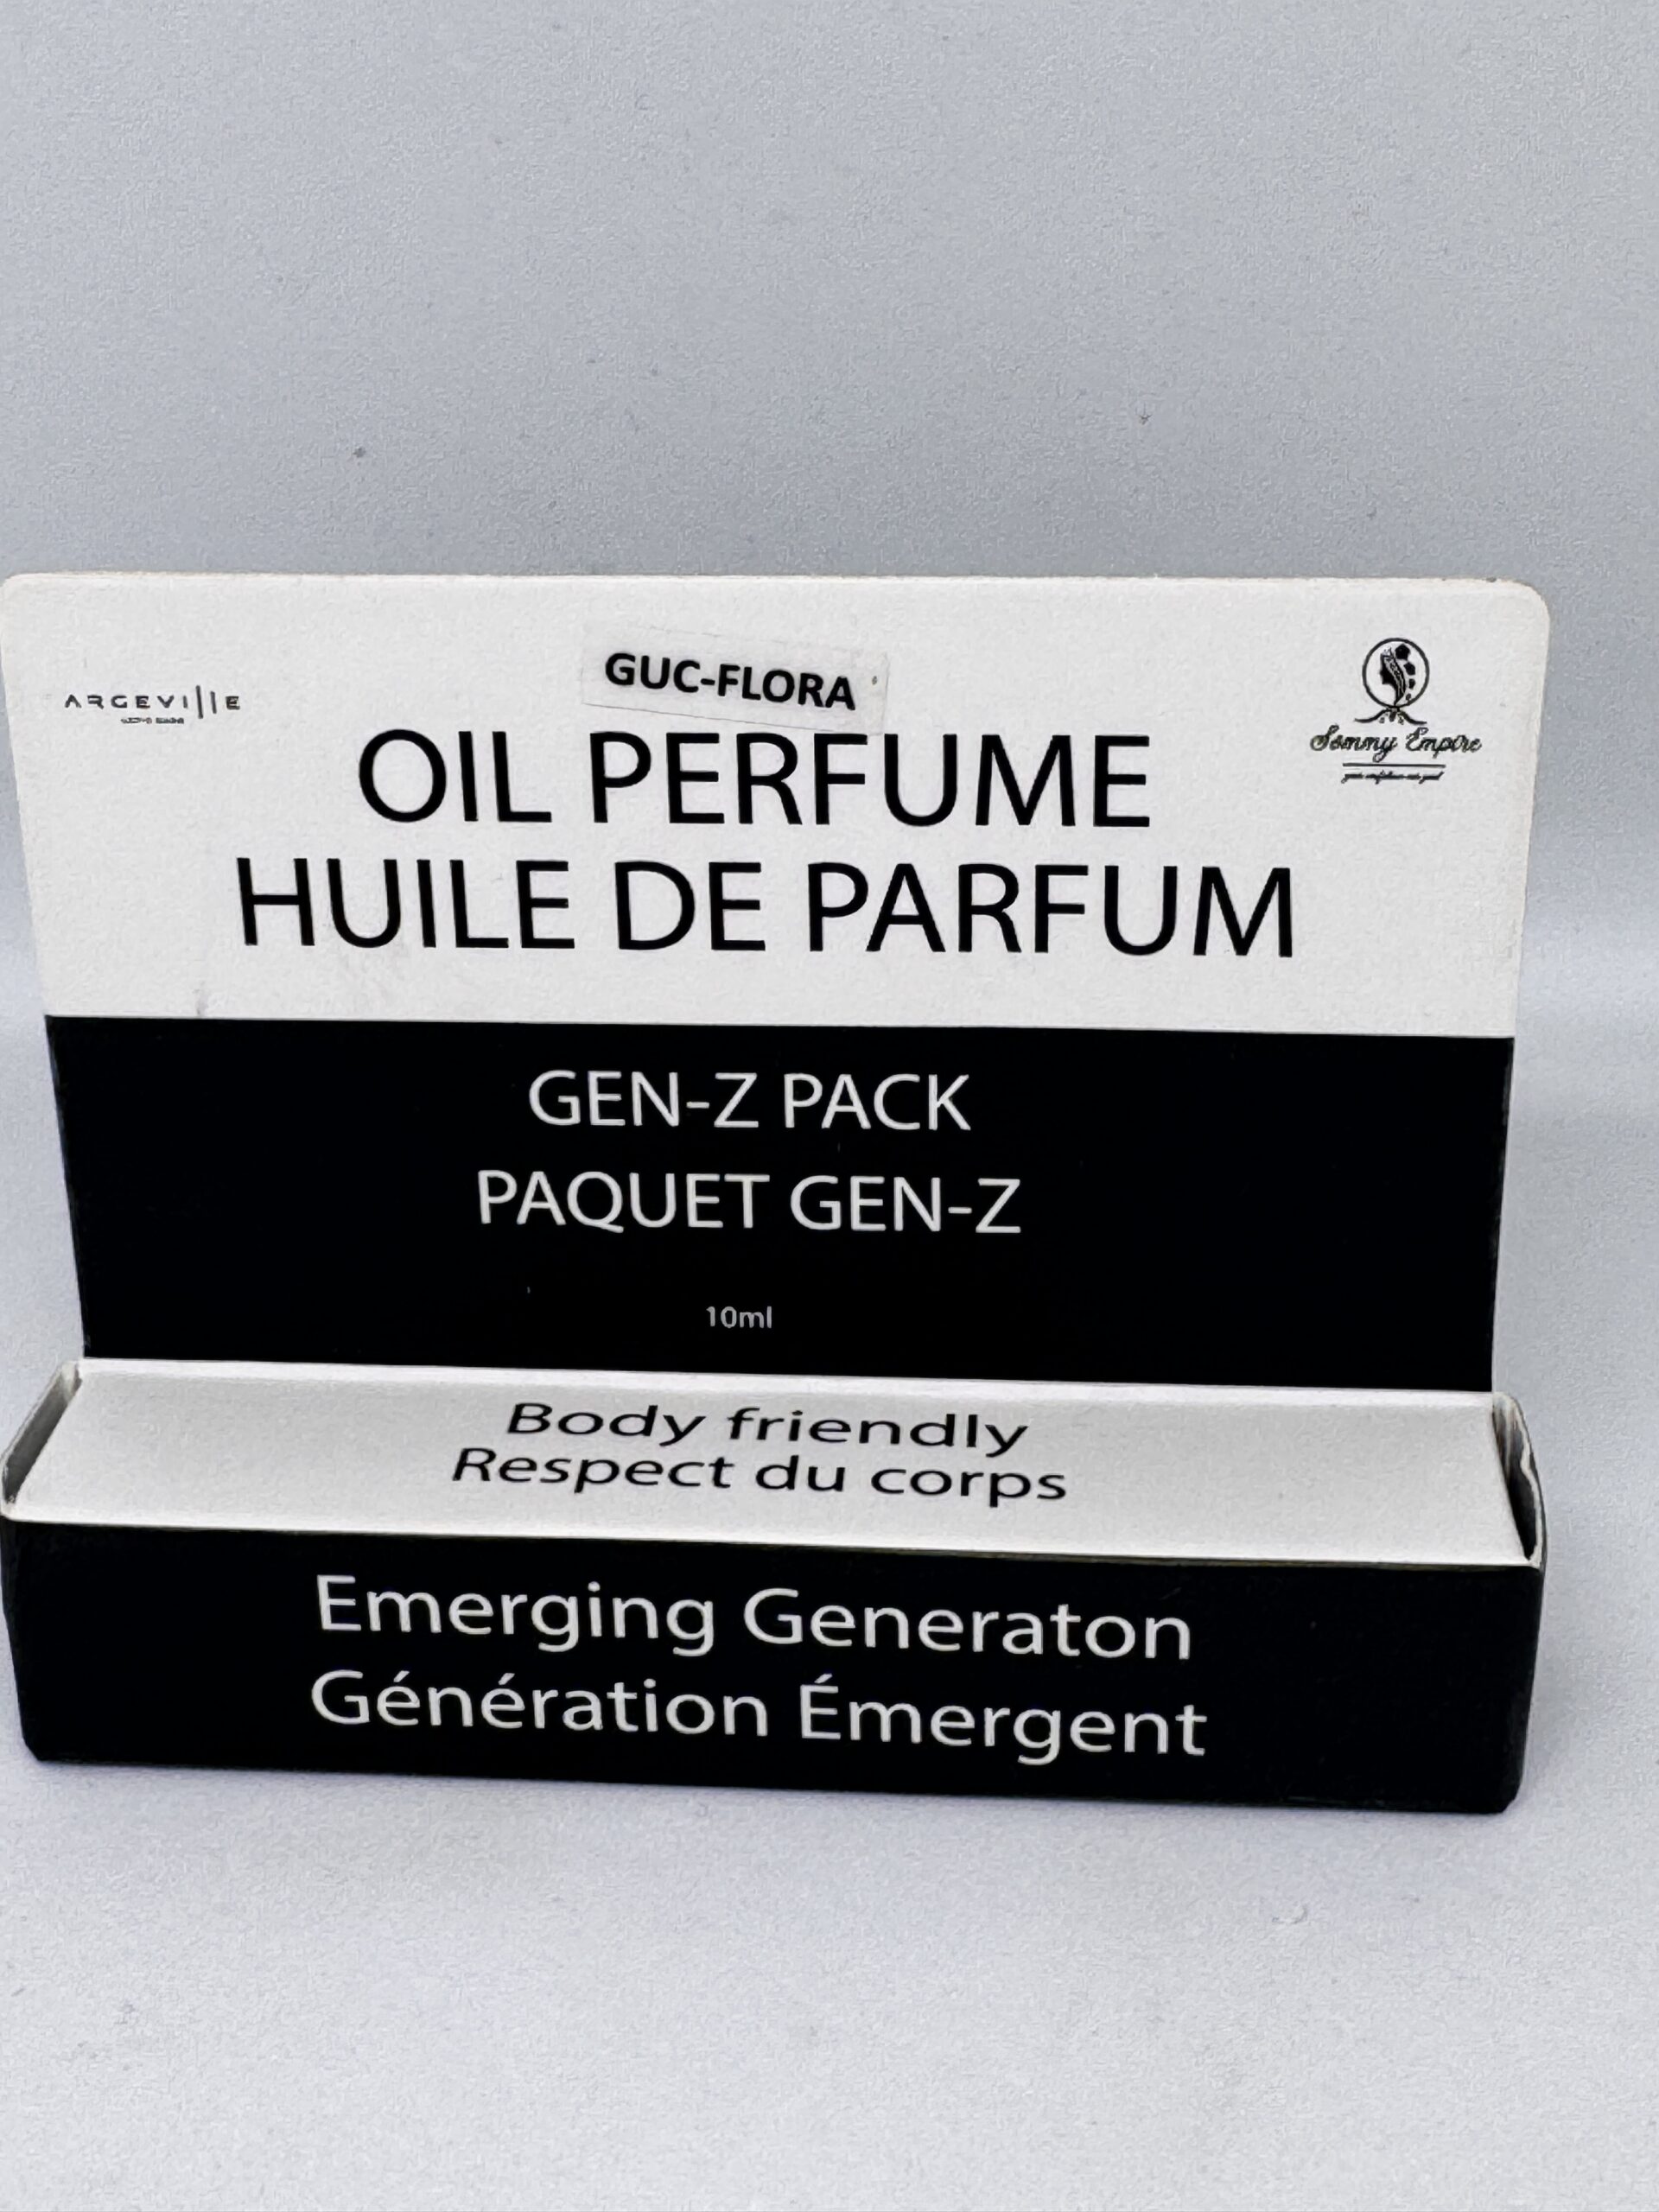 GUC-FLORA
ARGEVILLE
Sommy Empire
OIL PERFUME
HUILE DE PARFUM
GEN-Z PACK
PAQUET GEN-Z
10ml
Body friendly
Respect du corps
Emerging Generaton
Génération Émergent